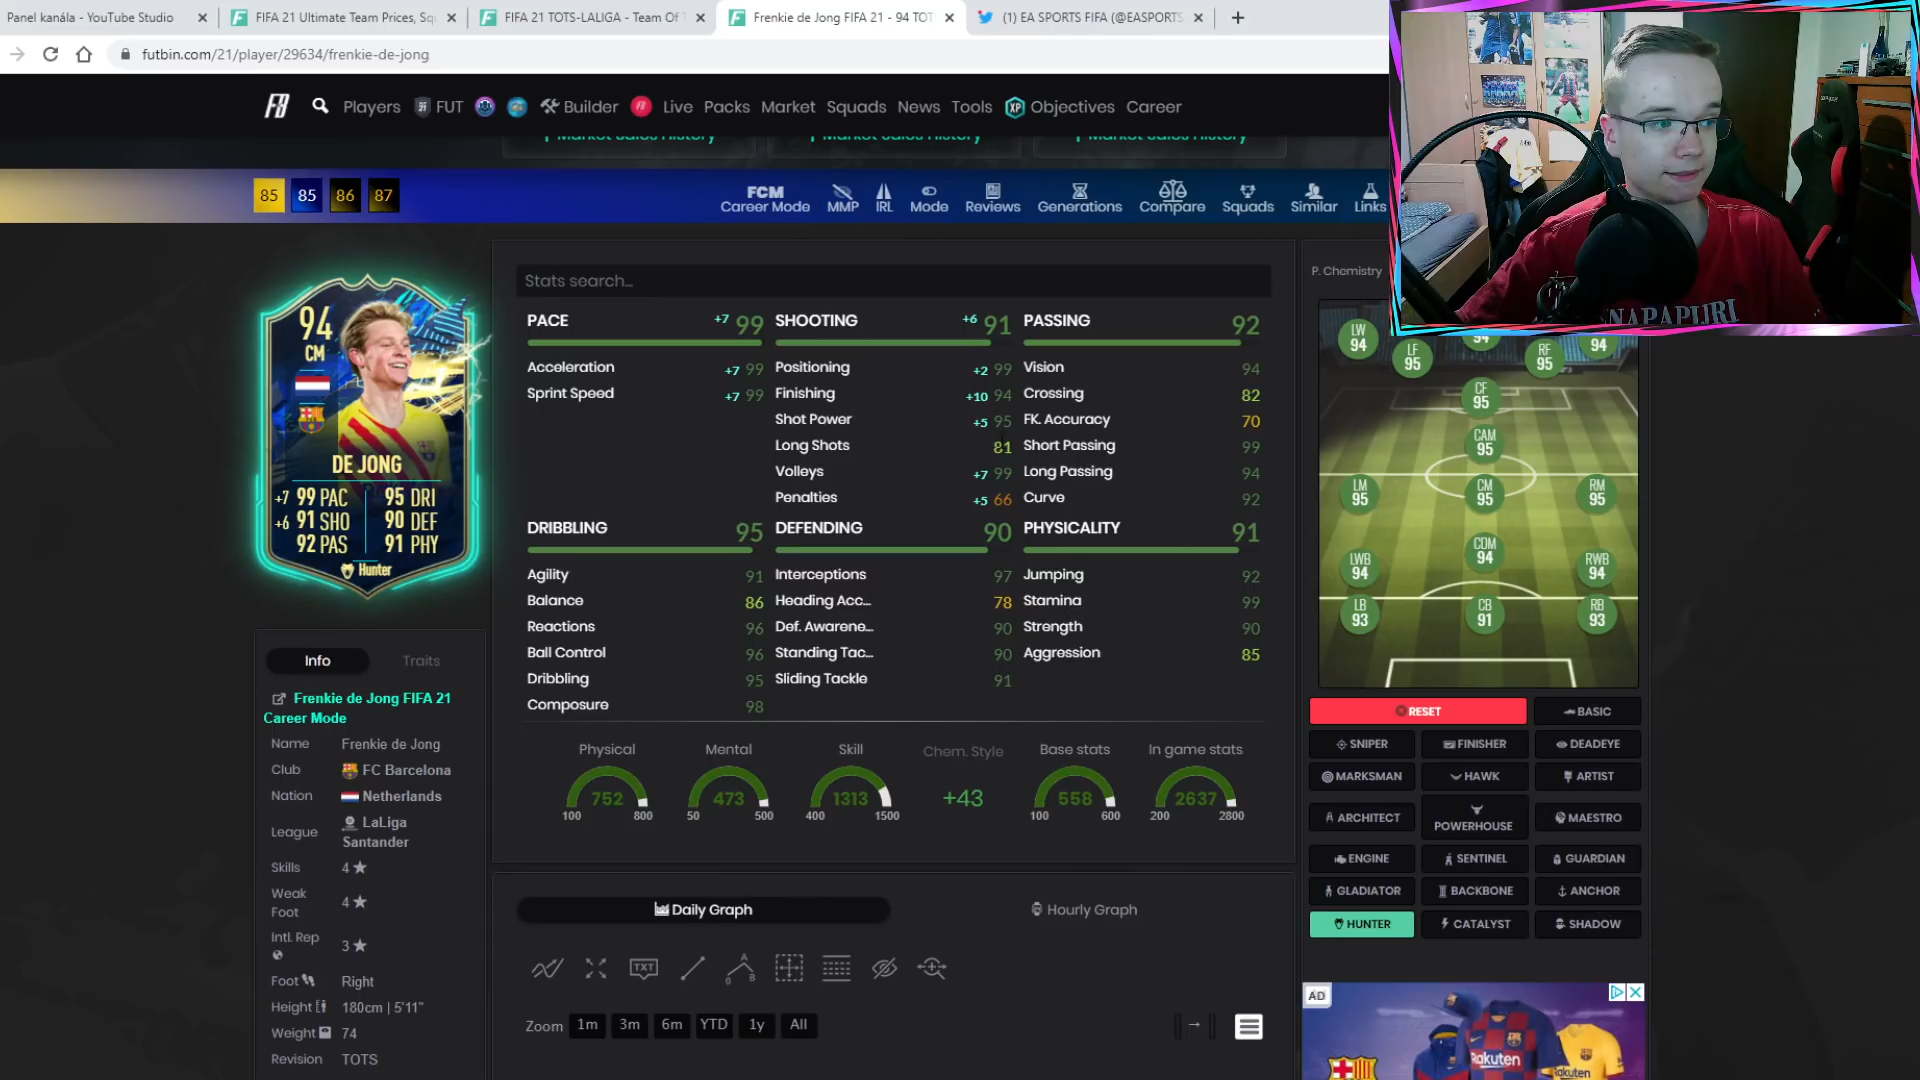 Panel kanála - YouTube Studio
FIFA 21 Ultimate Team Prices, Squ
FIFA 21 TOTS-LALIGA - Team Of T
Frenkie de Jong FIFA 21 - 94 TOT
(1) EA SPORTS FIFA (@EASPORTS
futbin.com/21/player/29634/frenkie-de-jong
Players FUT Builder Live Packs Market Squads News Tools XP Objectives Career
Market Sales History Market Sales History Market Sales History
85 85 86 87
FCM Career Mode MMP IRL Mode Reviews Generations Compare Squads Similar Links
94
CM
DE JONG
+7 99 PAC 95 DRI
+6 91 SHO 90 DEF
92 PAS 91 PHY
Hunter
Stats search...
PACE +7 99
Acceleration +7 99
Sprint Speed +7 99
SHOOTING +6 91
Positioning +2 99
Finishing +10 94
Shot Power +5 95
Long Shots 81
Volleys +7 99
Penalties +5 66
PASSING 92
Vision 94
Crossing 82
FK. Accuracy 70
Short Passing 99
Long Passing 94
Curve 92
DRIBBLING 95
Agility 91
Balance 86
Reactions 96
Ball Control 96
Dribbling 95
Composure 98
DEFENDING 90
Interceptions 97
Heading Acc... 78
Def. Awarene... 90
Standing Tac... 90
Sliding Tackle 91
PHYSICALITY 91
Jumping 92
Stamina 99
Strength 90
Aggression 85
Physical Mental Skill Chem. Style Base stats In game stats
752 473 1313 +43 558 2637
100 800 50 500 400 1500 100 600 200 2800
Info Traits
Frenkie de Jong FIFA 21
Career Mode
Name Frenkie de Jong
Club FC Barcelona
Nation Netherlands
League LaLiga Santander
Skills 4
Weak Foot 4
Intl. Rep 3
Foot Right
Height 180cm | 5'11"
Weight 74
Revision TOTS
Daily Graph Hourly Graph
TXT
Zoom 1m 3m 6m YTD 1y All
P. Chemistry
NAPAPIJRI
LW 94
LF 95
94
RF 95
94
CF 95
CAM 95
LM 95
CM 95
RM 95
LWB 94
CDM 94
RWB 94
LB 93
CB 91
RB 93
RESET BASIC
SNIPER FINISHER DEADEYE
MARKSMAN HAWK ARTIST
ARCHITECT POWERHOUSE MAESTRO
ENGINE SENTINEL GUARDIAN
GLADIATOR BACKBONE ANCHOR
HUNTER CATALYST SHADOW
AD
Rakuten
Rakuten